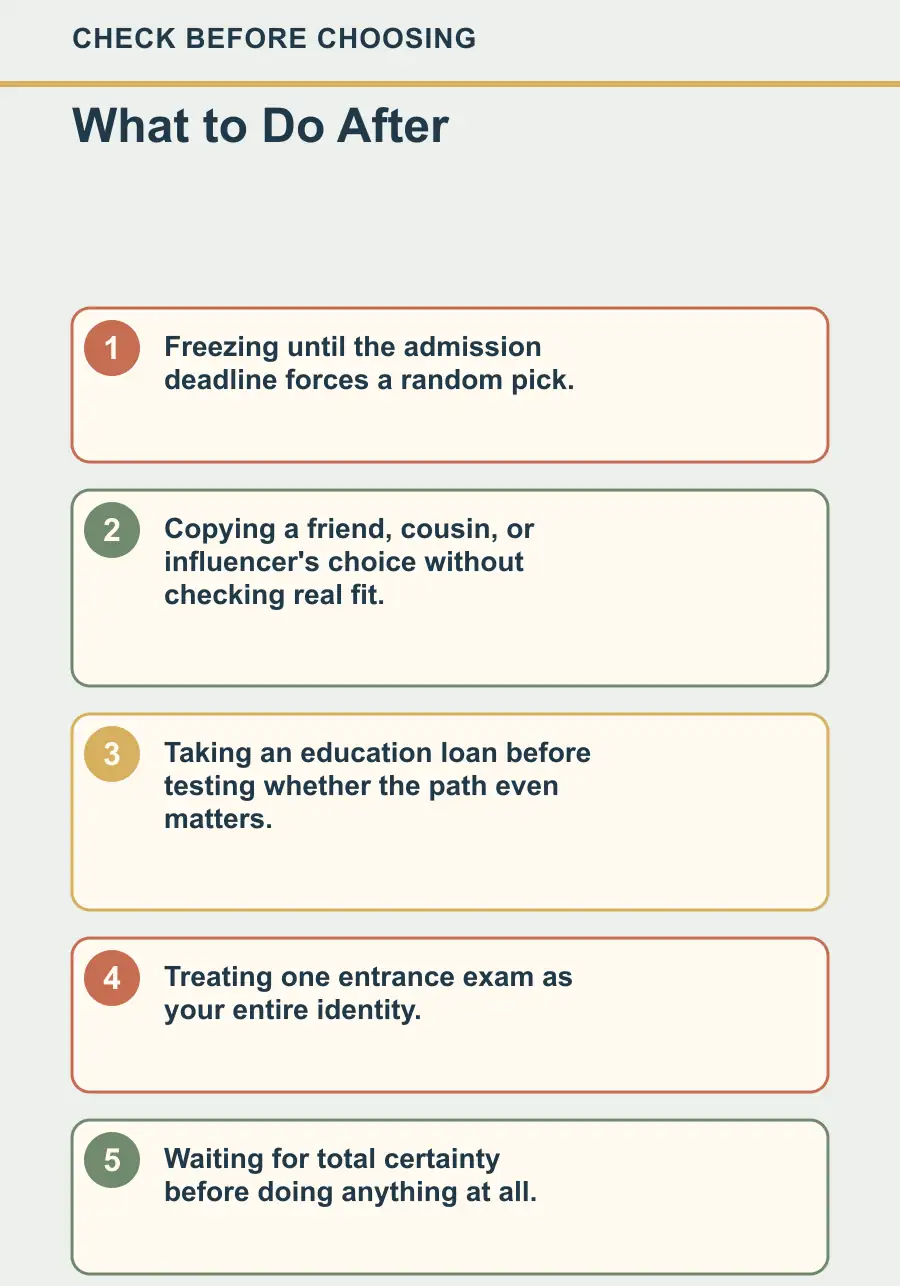 CHECK BEFORE CHOOSING
What to Do After
1
Freezing until the admission
deadline forces a random pick.
2
Copying a friend, cousin, or
influencer's choice without
checking real fit.
3
Taking an education loan before
testing whether the path even
matters.
4
Treating one entrance exam as
your entire identity.
5
Waiting for total certainty
before doing anything at all.